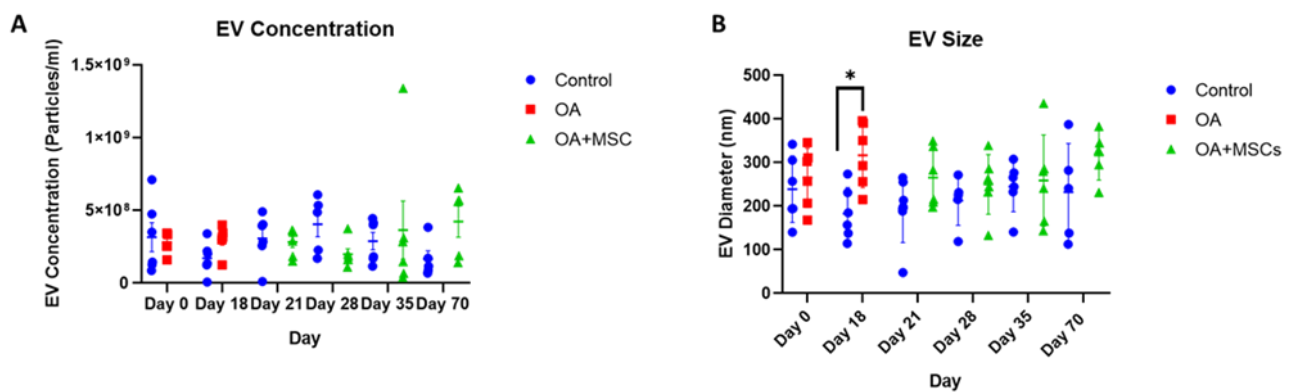 A
EV Concentration
EV Concentration (Particles/ml)
1.5×10⁹
1×10⁹
5×10⁸
0
Day 0 Day 18 Day 21 Day 28 Day 35 Day 70
Day
Control
OA
OA+MSC
B
EV Size
EV Diameter (nm)
500
400
300
200
100
0
*
Day 0 Day 18 Day 21 Day 28 Day 35 Day 70
Day
Control
OA
OA+MSCs